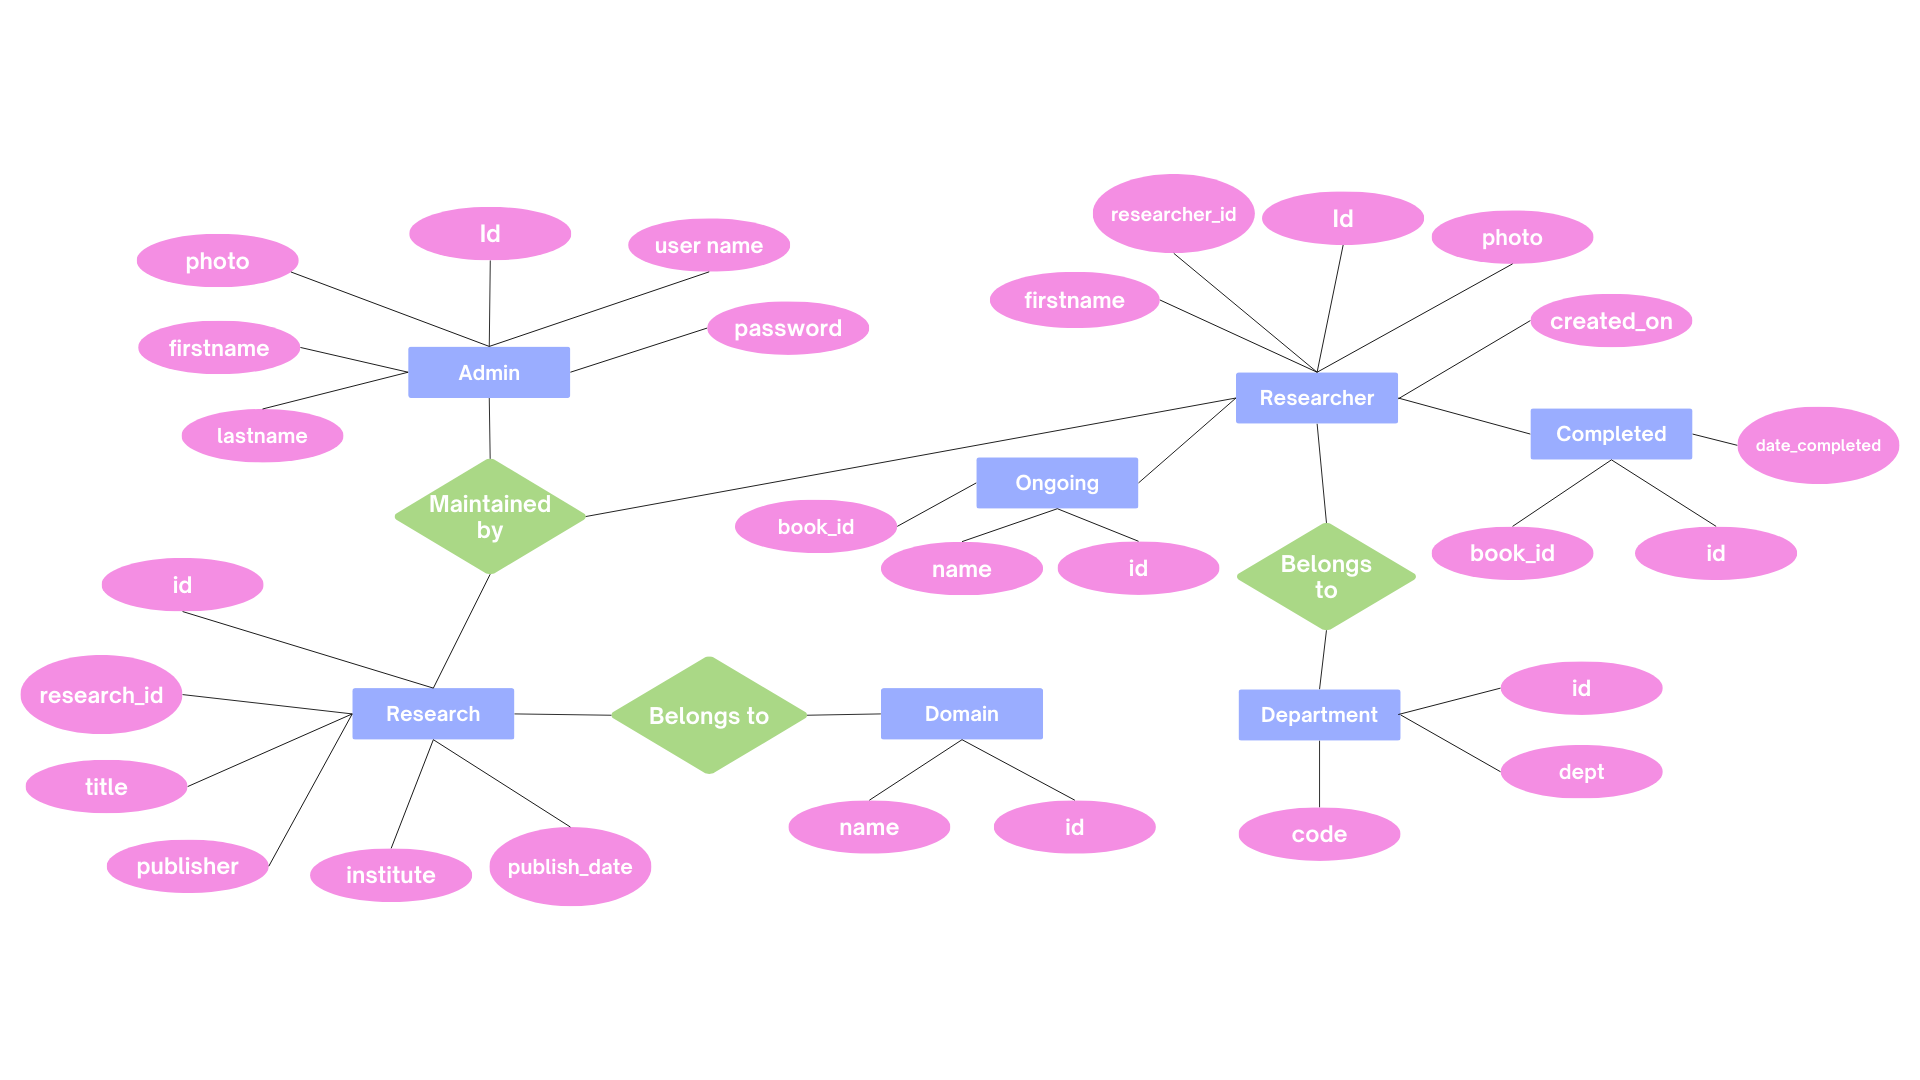 researcher_id
Id
photo
Id
user name
photo
firstname
created_on
password
firstname
Admin
Researcher
lastname
Completed
date_completed
Ongoing
Maintained
by
book_id
name
id
book_id
id
Belongs
to
id
research_id
Research
Belongs to
Domain
Department
id
dept
title
name
id
code
publisher
institute
publish_date